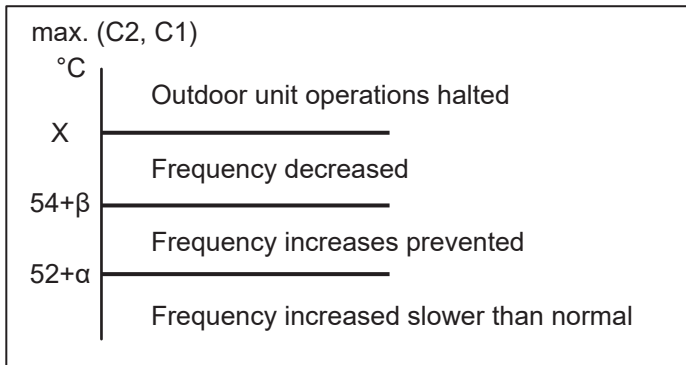 max. (C2, C1)
°C
Outdoor unit operations halted
X
Frequency decreased
54+β
Frequency increases prevented
52+α
Frequency increased slower than normal